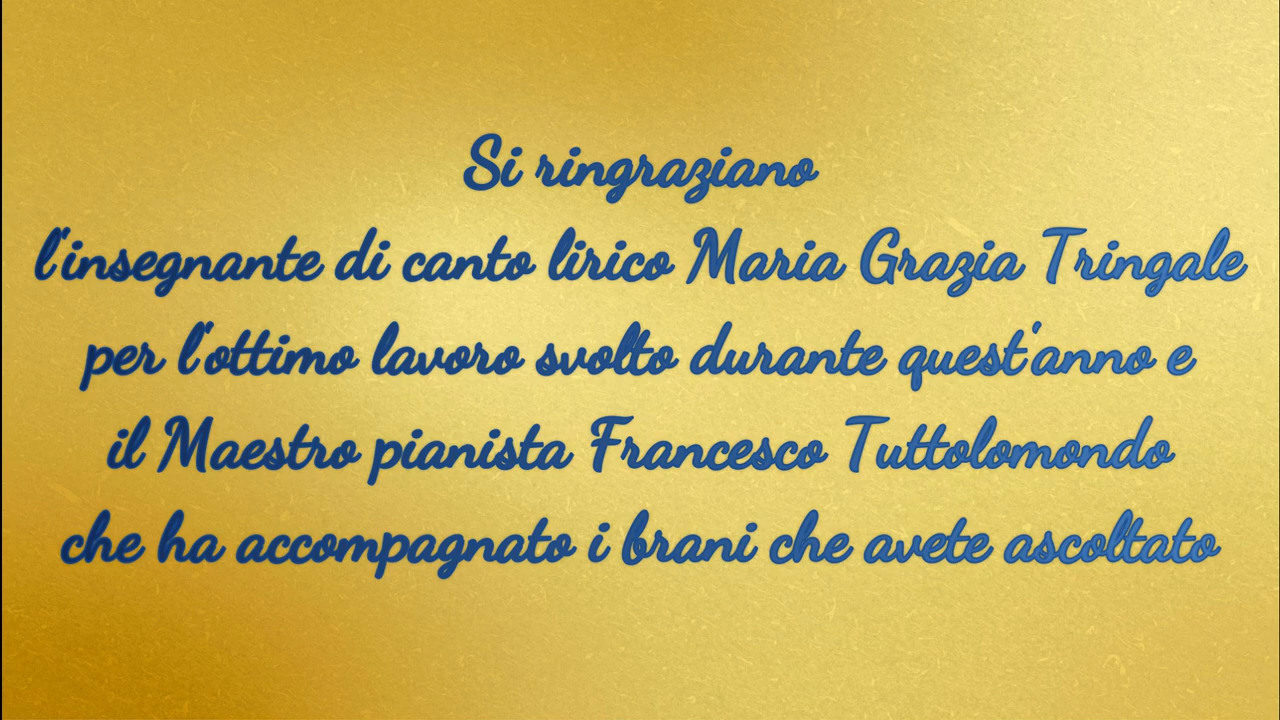 Si ringraziano
l'insegnante di canto lirico Maria Grazia Tringale
per l'ottimo lavoro svolto durante quest'anno e
il Maestro pianista Francesco Tuttolomondo
che ha accompagnato i brani che avete ascoltato